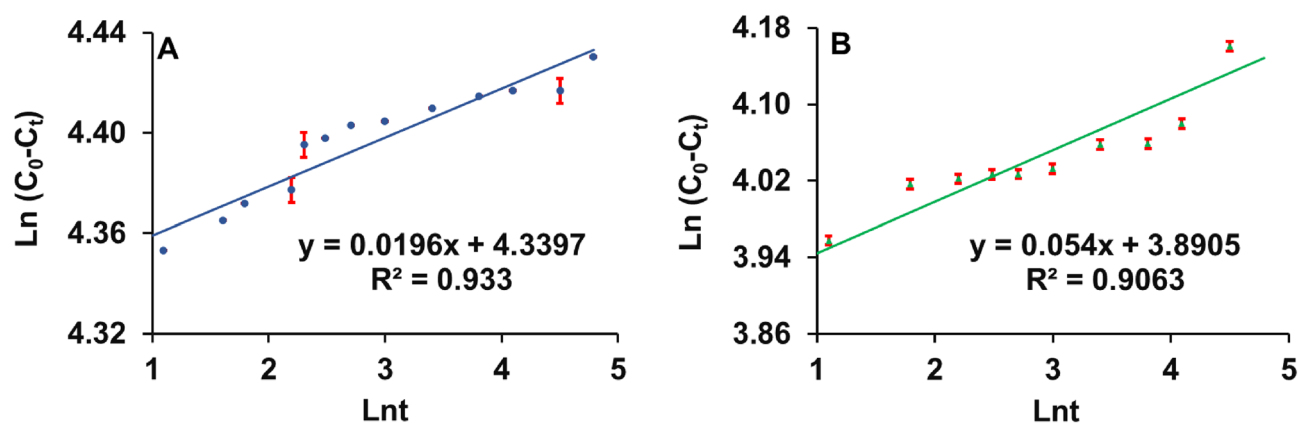 A
4.44
4.40
4.36
4.32
Ln (C₀-Cₜ)
y = 0.0196x + 4.3397
R² = 0.933
1 2 3 4 5
Lnt
B
4.18
4.10
4.02
3.94
3.86
Ln (C₀-Cₜ)
y = 0.054x + 3.8905
R² = 0.9063
1 2 3 4 5
Lnt